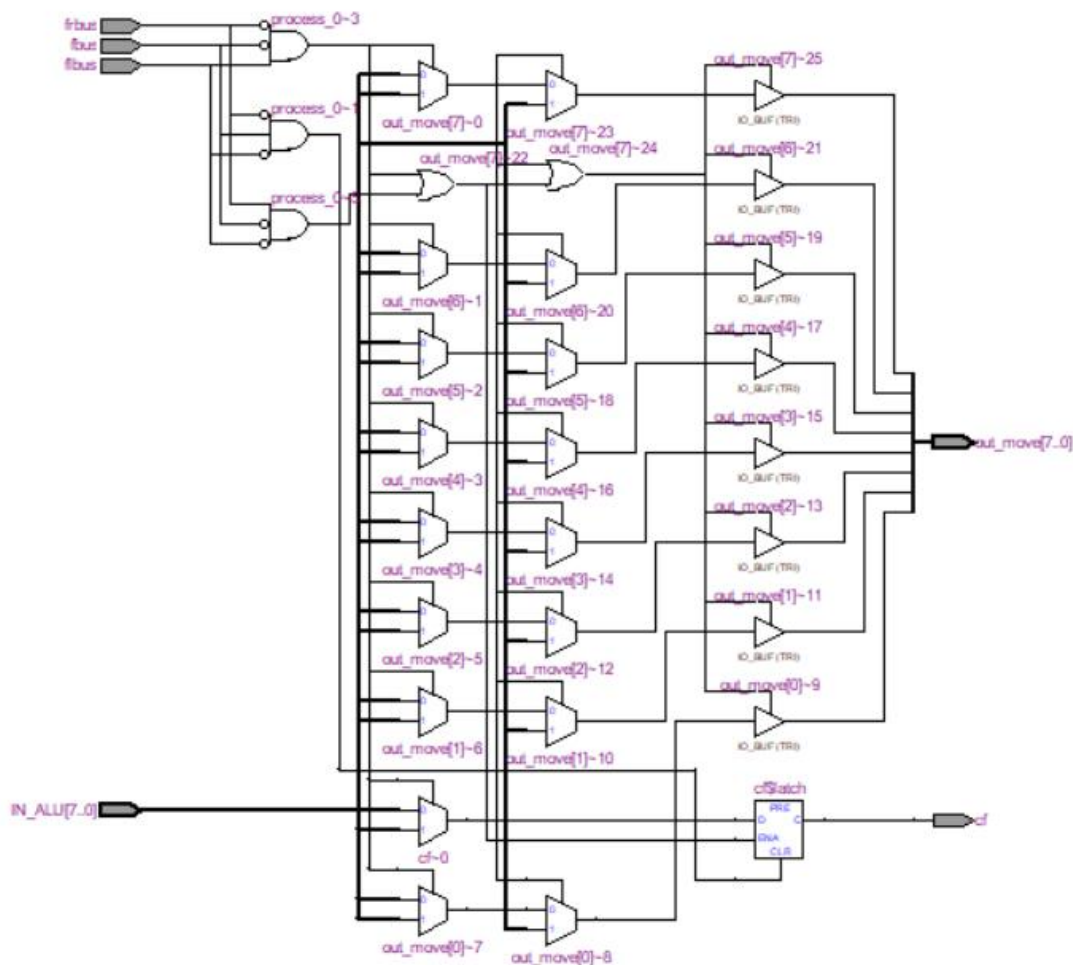 frbus
fbus
flbus
process_0~3
process_0~1
out_move[7]~0
out_move[7]~23
out_move[7]~25
IO_BUF (TRI)
out_move[7]~22
out_move[7]~24
out_move[6]~21
IO_BUF (TRI)
out_move[6]~1
out_move[6]~20
out_move[5]~19
IO_BUF (TRI)
out_move[5]~2
out_move[5]~18
out_move[4]~17
IO_BUF (TRI)
out_move[4]~3
out_move[4]~16
out_move[3]~15
IO_BUF (TRI)
out_move[7..0]
out_move[3]~4
out_move[3]~14
out_move[2]~13
IO_BUF (TRI)
out_move[2]~5
out_move[2]~12
out_move[1]~11
IO_BUF (TRI)
out_move[1]~6
out_move[1]~10
out_move[0]~9
IO_BUF (TRI)
IN_ALU[7..0]
cf~0
cf$latch
PRE
D
ENA
CLR
cf
out_move[0]~7
out_move[0]~8